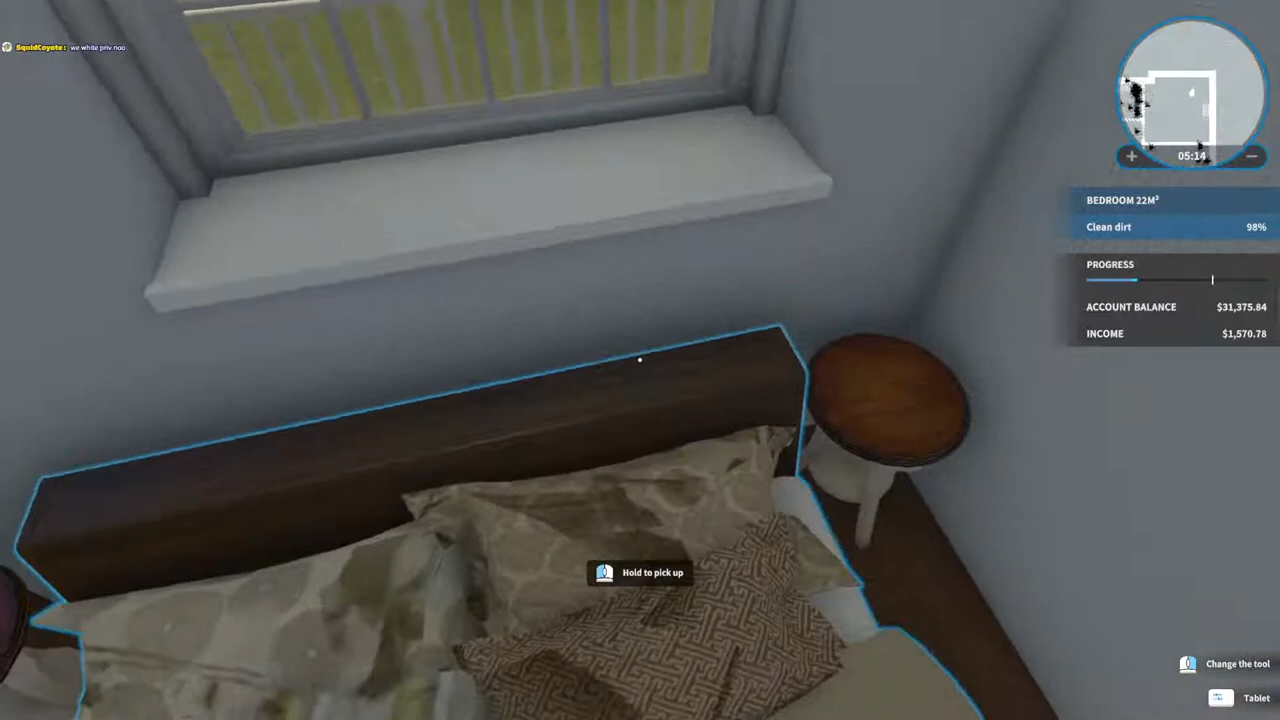 SquidCoyote: we white priv nao
05:14
BEDROOM 22M²
Clean dirt 98%
PROGRESS
ACCOUNT BALANCE $31,375.84
INCOME $1,570.78
Hold to pick up
Change the tool
Tablet